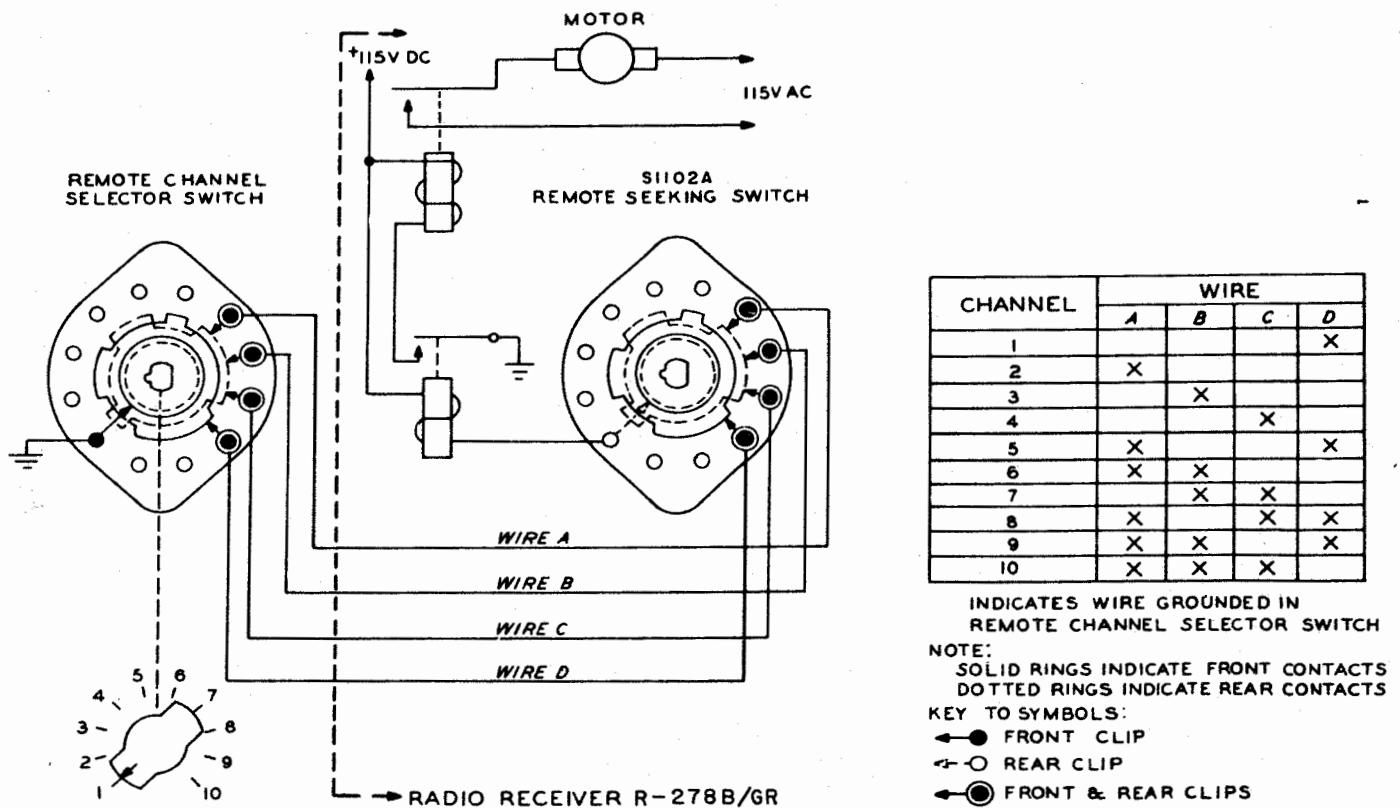 MOTOR
+115V DC
115V AC
REMOTE CHANNEL
SELECTOR SWITCH
S1102A
REMOTE SEEKING SWITCH
WIRE A
WIRE B
WIRE C
WIRE D
1
2
3
4
5
6
7
8
9
10
RADIO RECEIVER R-278B/GR
CHANNEL WIRE
A B C D
1 X
2 X
3 X
4 X
5 X X
6 X X
7 X X
8 X X X
9 X X X
10 X X X
INDICATES WIRE GROUNDED IN
REMOTE CHANNEL SELECTOR SWITCH
NOTE:
SOLID RINGS INDICATE FRONT CONTACTS
DOTTED RINGS INDICATE REAR CONTACTS
KEY TO SYMBOLS:
FRONT CLIP
REAR CLIP
FRONT & REAR CLIPS